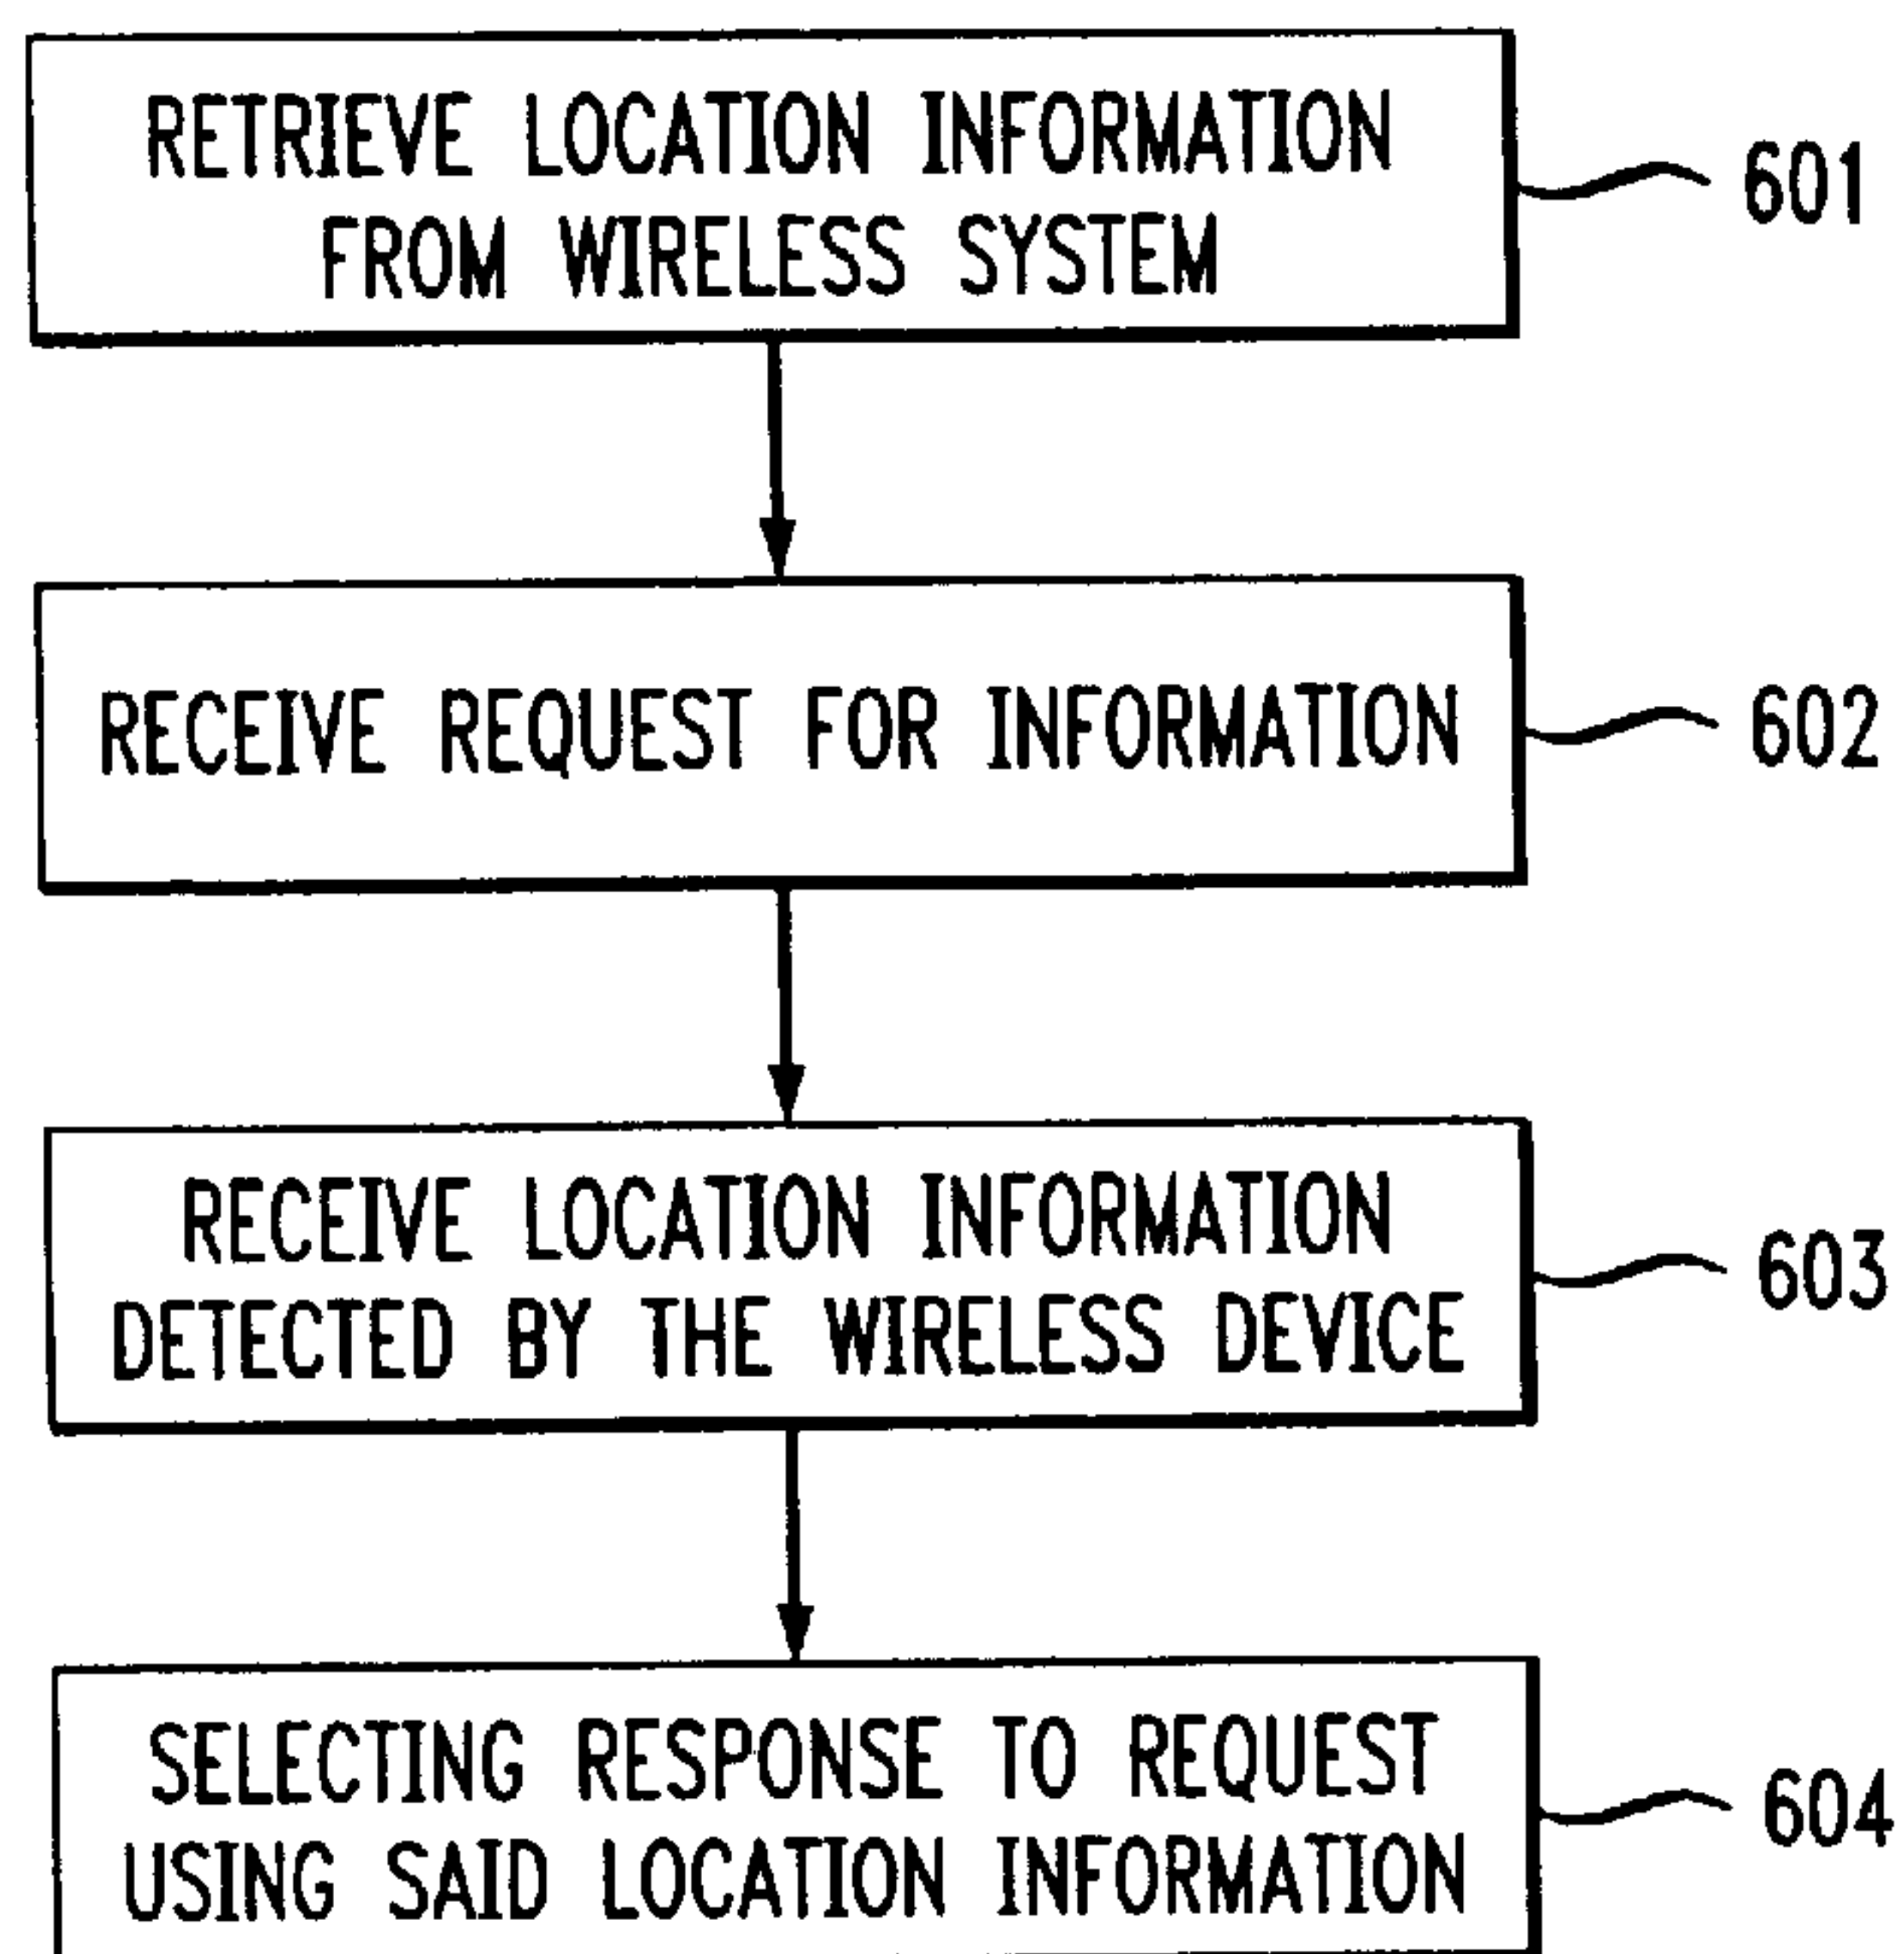 RETRIEVE LOCATION INFORMATION
FROM WIRELESS SYSTEM
601
RECEIVE REQUEST FOR INFORMATION
602
RECEIVE LOCATION INFORMATION
DETECTED BY THE WIRELESS DEVICE
603
SELECTING RESPONSE TO REQUEST
USING SAID LOCATION INFORMATION
604